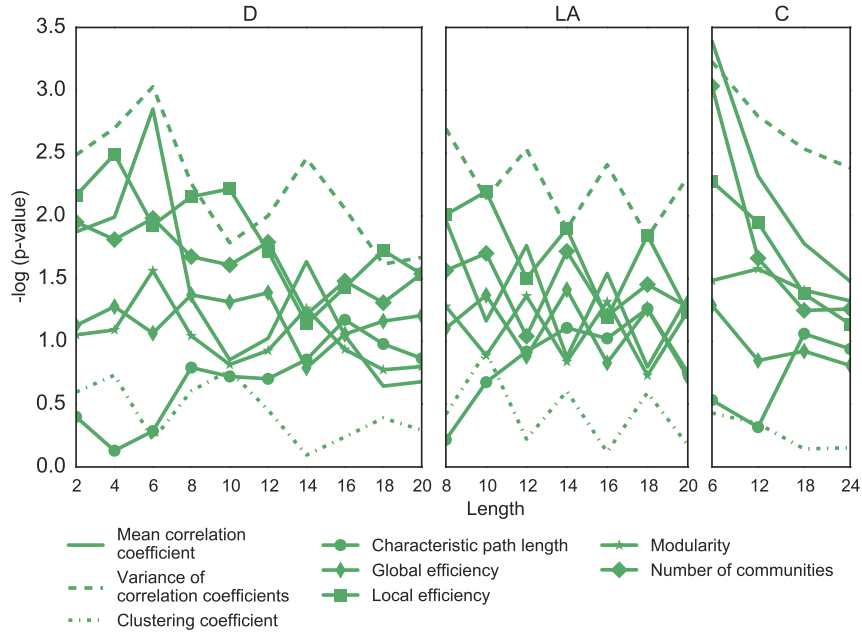 D LA C
3.5
3.0
2.5
2.0
1.5
1.0
0.5
0.0
-log (p-value)
2 4 6 8 10 12 14 16 18 20 8 10 12 14 16 18 20 6 12 18 24
Length
Mean correlation
coefficient
Variance of
correlation coefficients
Clustering coefficient
Characteristic path length
Global efficiency
Local efficiency
Modularity
Number of communities